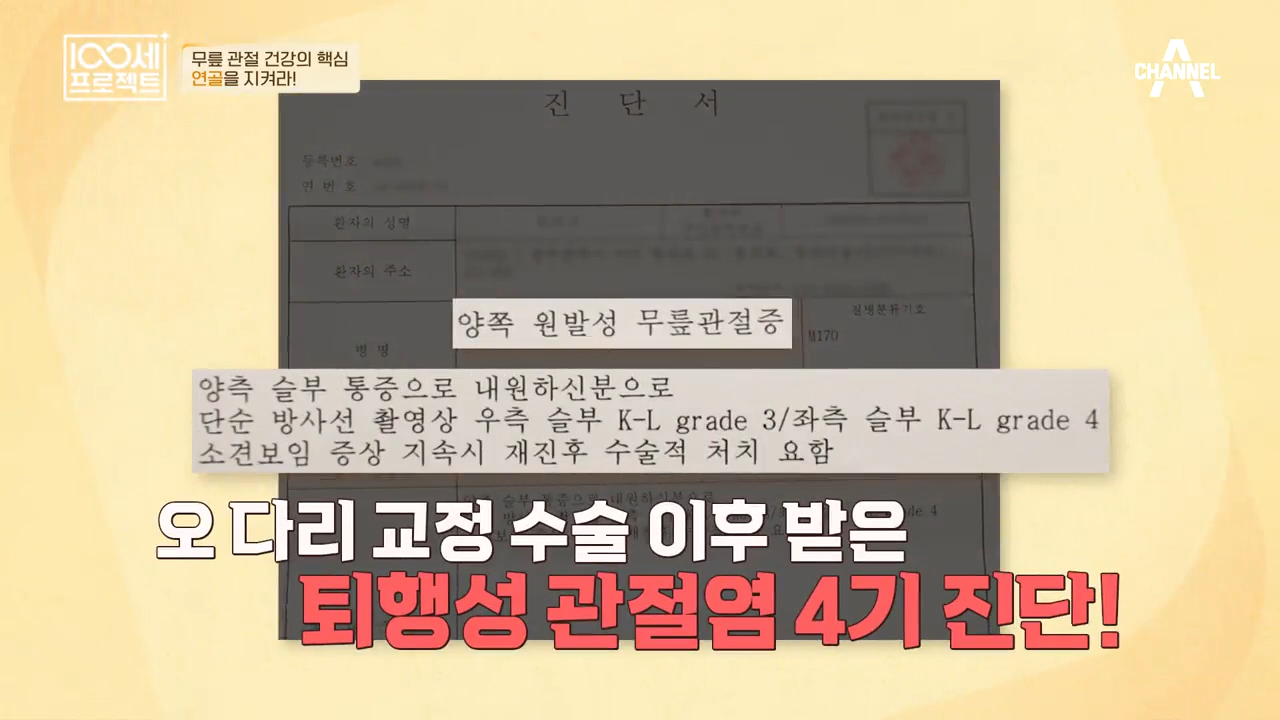 100세
프로젝트
무릎 관절 건강의 핵심
연골을 지켜라!
CHANNEL A
진 단 서
등록번호
연 번 호
환자의 성명
환자의 주소
병 명
질병분류기호
M170
양쪽 원발성 무릎관절증
양측 슬부 통증으로 내원하신분으로
단순 방사선 촬영상 우측 슬부 K-L grade 3/좌측 슬부 K-L grade 4
소견보임 증상 지속시 재진후 수술적 처치 요함
오 다리 교정 수술 이후 받은
퇴행성 관절염 4기 진단!